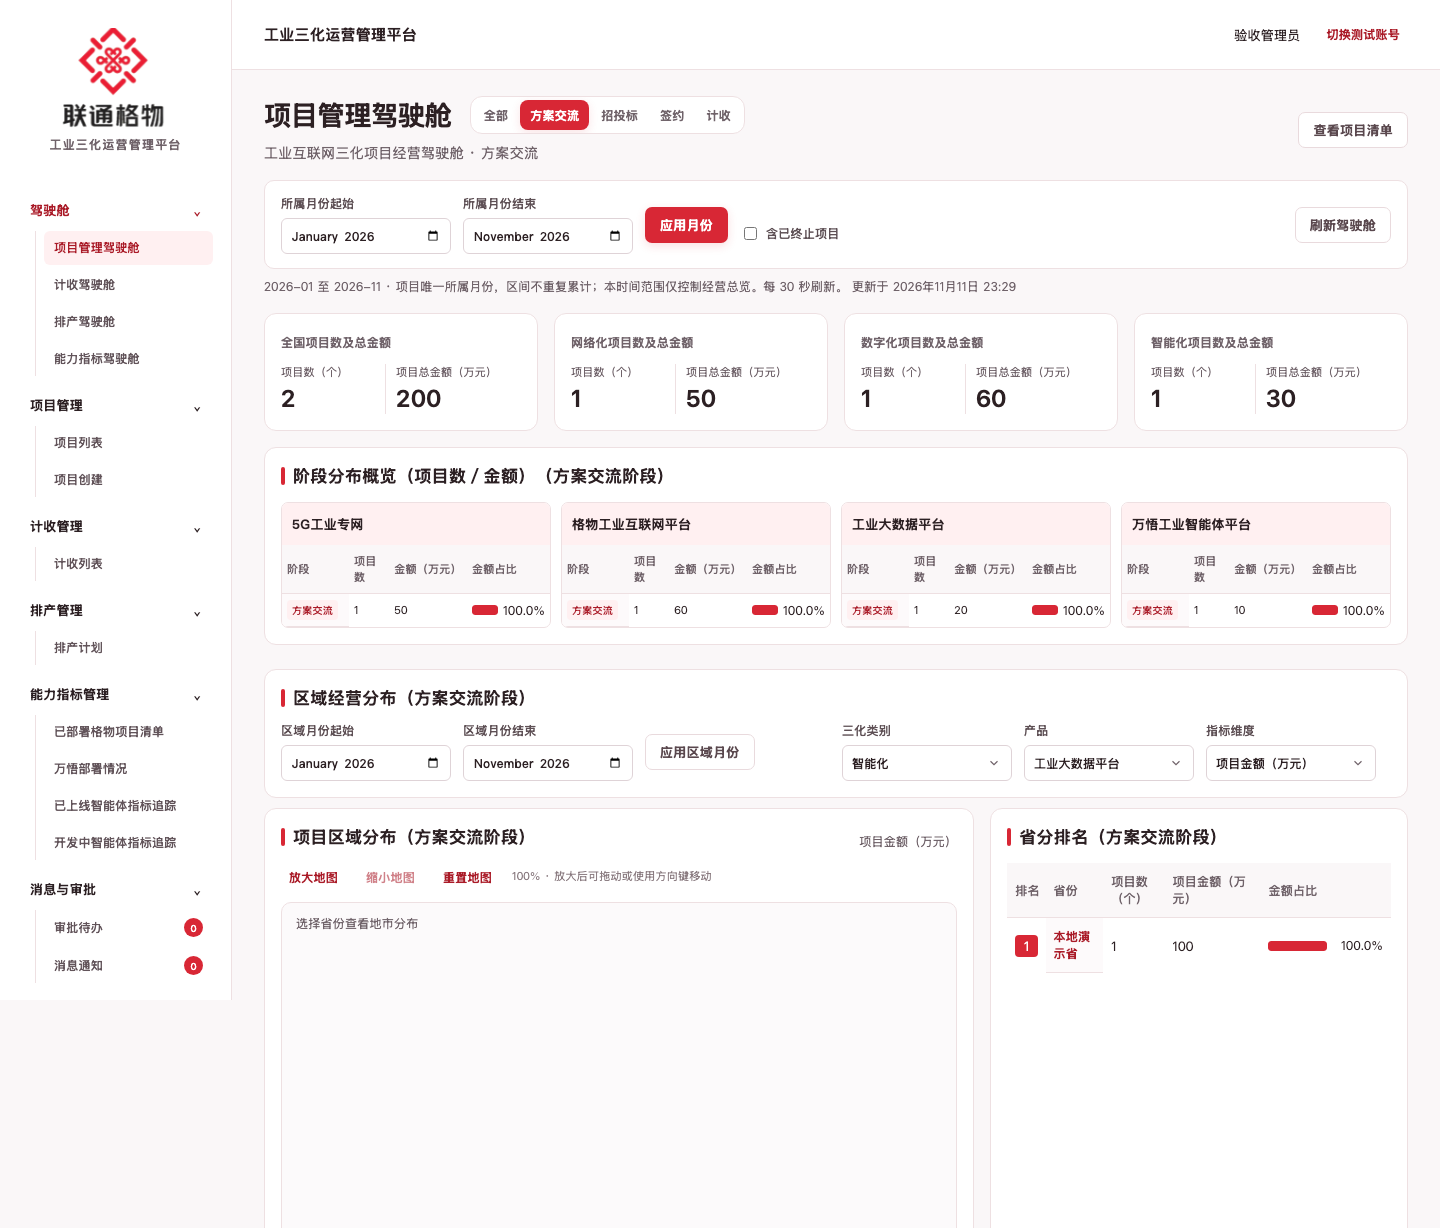 联通格物
工业三化运营管理平台
驾驶舱
项目管理驾驶舱
计收驾驶舱
排产驾驶舱
能力指标驾驶舱
项目管理
项目列表
项目创建
计收管理
计收列表
排产管理
排产计划
能力指标管理
已部署格物项目清单
万悟部署情况
已上线智能体指标追踪
开发中智能体指标追踪
消息与审批
审批待办 0
消息通知 0
工业三化运营管理平台 验收管理员 切换测试账号
项目管理驾驶舱 全部 方案交流 招投标 签约 计收
工业互联网三化项目经营驾驶舱 · 方案交流
查看项目清单
所属月份起始 所属月份结束
January 2026 November 2026 应用月份 含已终止项目 刷新驾驶舱
2026-01 至 2026-11 · 项目唯一所属月份，区间不重复累计；本时间范围仅控制经营总览。每 30 秒刷新。 更新于 2026年11月11日 23:29
全国项目数及总金额
项目数（个） 项目总金额（万元）
2 200
网络化项目数及总金额
项目数（个） 项目总金额（万元）
1 50
数字化项目数及总金额
项目数（个） 项目总金额（万元）
1 60
智能化项目数及总金额
项目数（个） 项目总金额（万元）
1 30
阶段分布概览（项目数 / 金额）（方案交流阶段）
5G工业专网
阶段 项目数 金额（万元） 金额占比
方案交流 1 50 100.0%
格物工业互联网平台
阶段 项目数 金额（万元） 金额占比
方案交流 1 60 100.0%
工业大数据平台
阶段 项目数 金额（万元） 金额占比
方案交流 1 20 100.0%
万悟工业智能体平台
阶段 项目数 金额（万元） 金额占比
方案交流 1 10 100.0%
区域经营分布（方案交流阶段）
区域月份起始 区域月份结束 三化类别 产品 指标维度
January 2026 November 2026 应用区域月份 智能化 工业大数据平台 项目金额（万元）
项目区域分布（方案交流阶段） 项目金额（万元）
放大地图 缩小地图 重置地图 100% · 放大后可拖动或使用方向键移动
选择省份查看地市分布
省分排名（方案交流阶段）
排名 省份 项目数（个） 项目金额（万元） 金额占比
1 本地演示省 1 100 100.0%